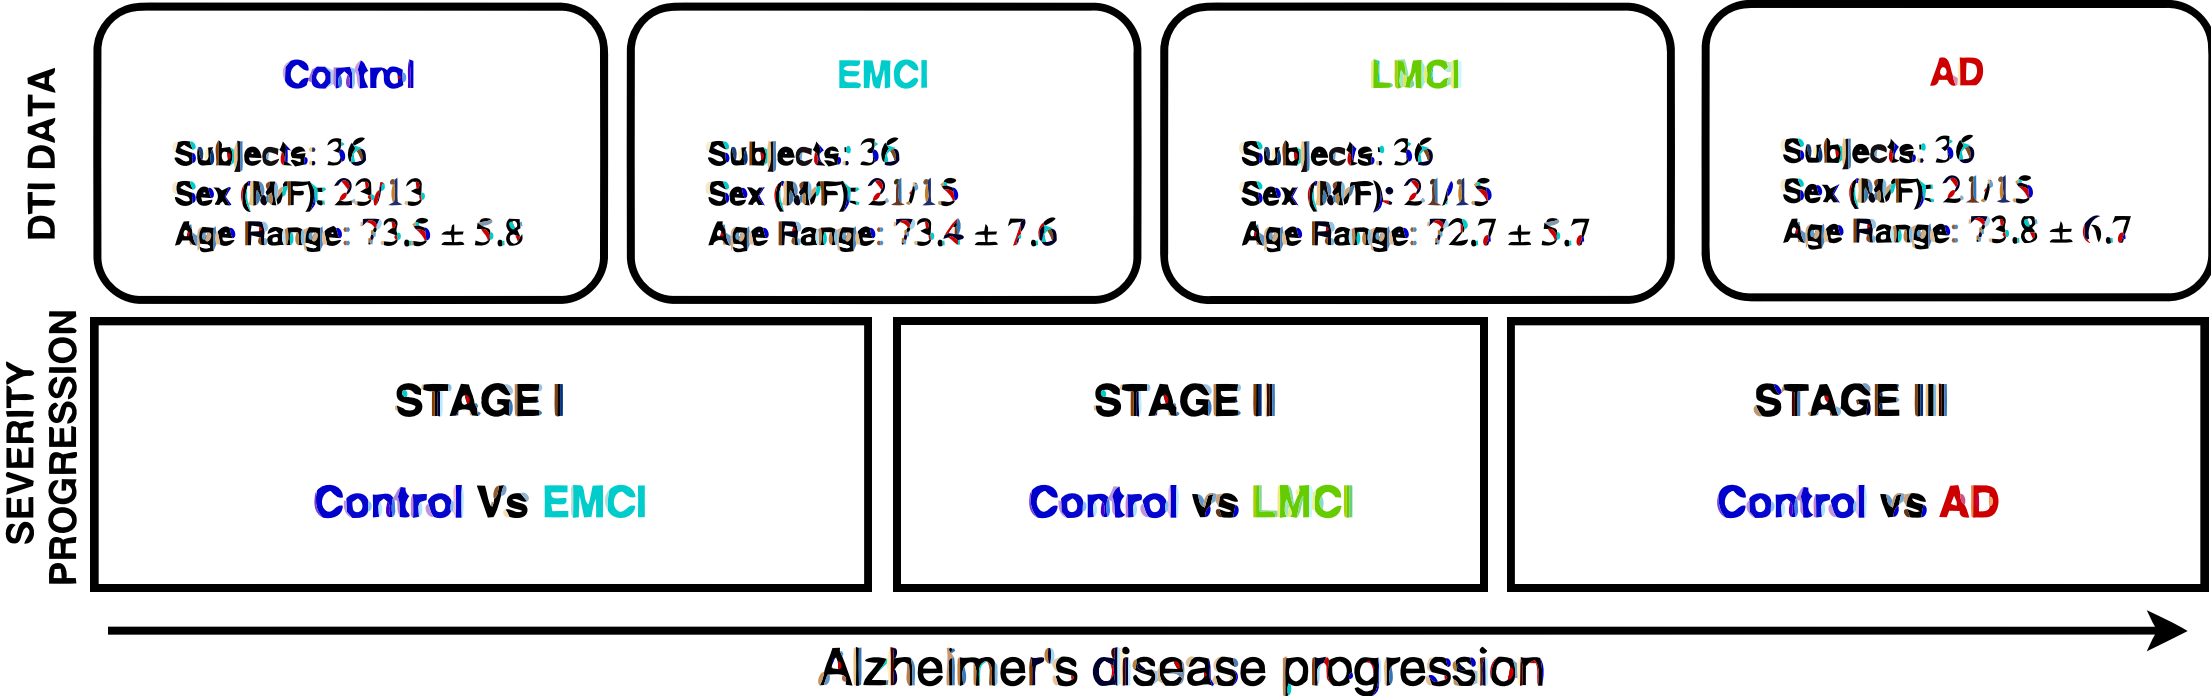 DTI DATA
Control
Subjects: 36
Sex (M/F): 23/13
Age Range: 73.5 ± 5.8
EMCI
Subjects: 36
Sex (M/F): 21/15
Age Range: 73.4 ± 7.6
LMCI
Subjects: 36
Sex (M/F): 21/15
Age Range: 72.7 ± 5.7
AD
Subjects: 36
Sex (M/F): 21/15
Age Range: 73.8 ± 6.7
SEVERITY
PROGRESSION
STAGE I
Control Vs EMCI
STAGE II
Control vs LMCI
STAGE III
Control vs AD
Alzheimer's disease progression